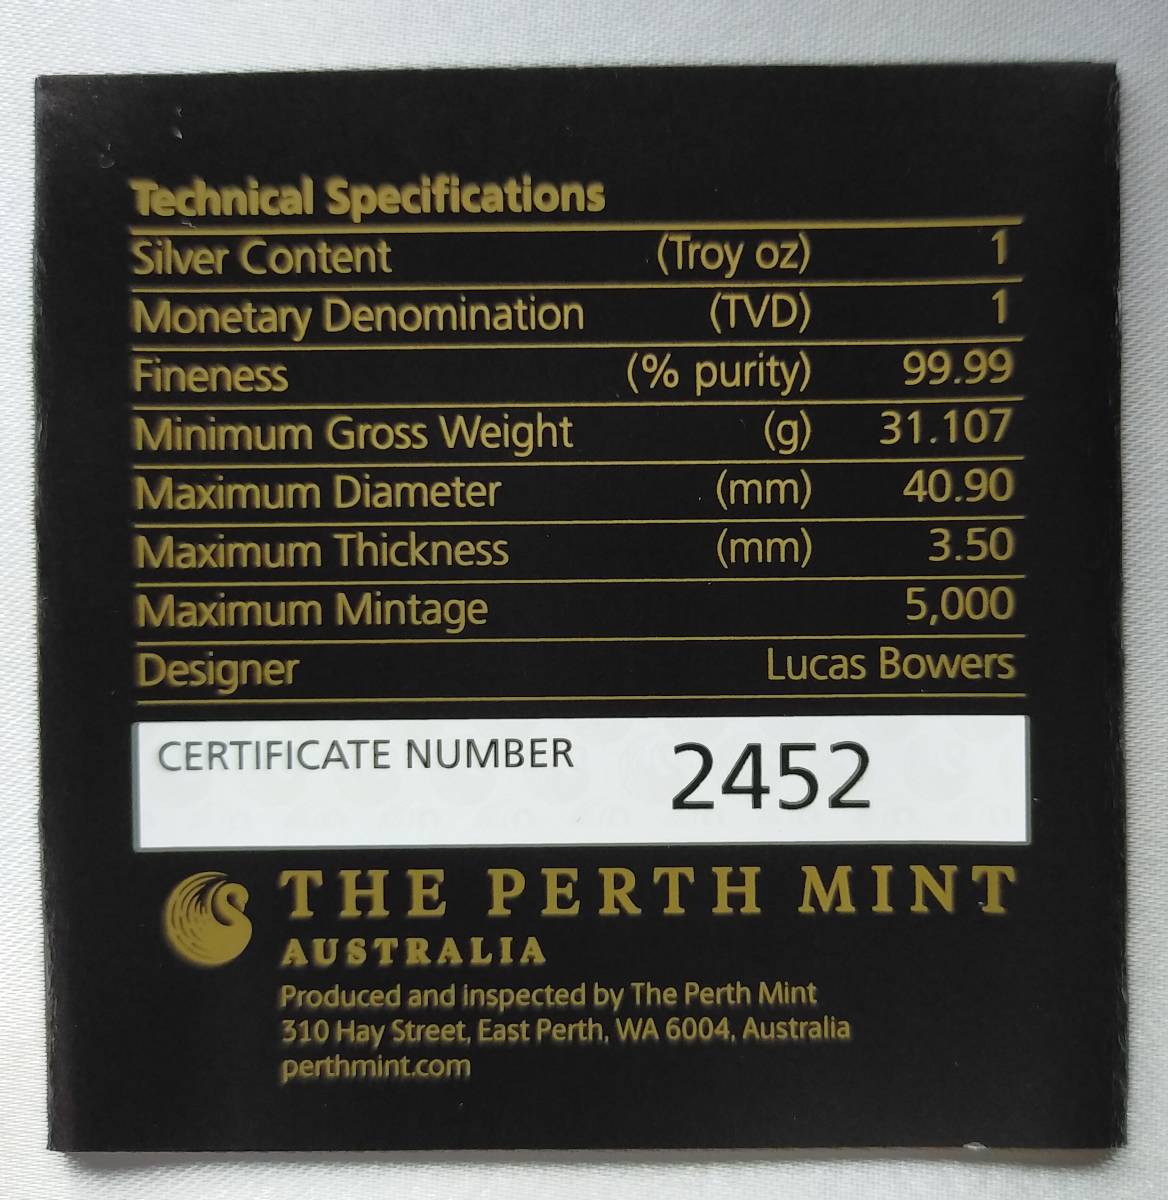 Technical Specifications
Silver Content (Troy oz) 1
Monetary Denomination (TVD) 1
Fineness (% purity) 99.99
Minimum Gross Weight (g) 31.107
Maximum Diameter (mm) 40.90
Maximum Thickness (mm) 3.50
Maximum Mintage 5,000
Designer Lucas Bowers
CERTIFICATE NUMBER 2452
THE PERTH MINT
AUSTRALIA
Produced and inspected by The Perth Mint
310 Hay Street, East Perth, WA 6004, Australia
perthmint.com